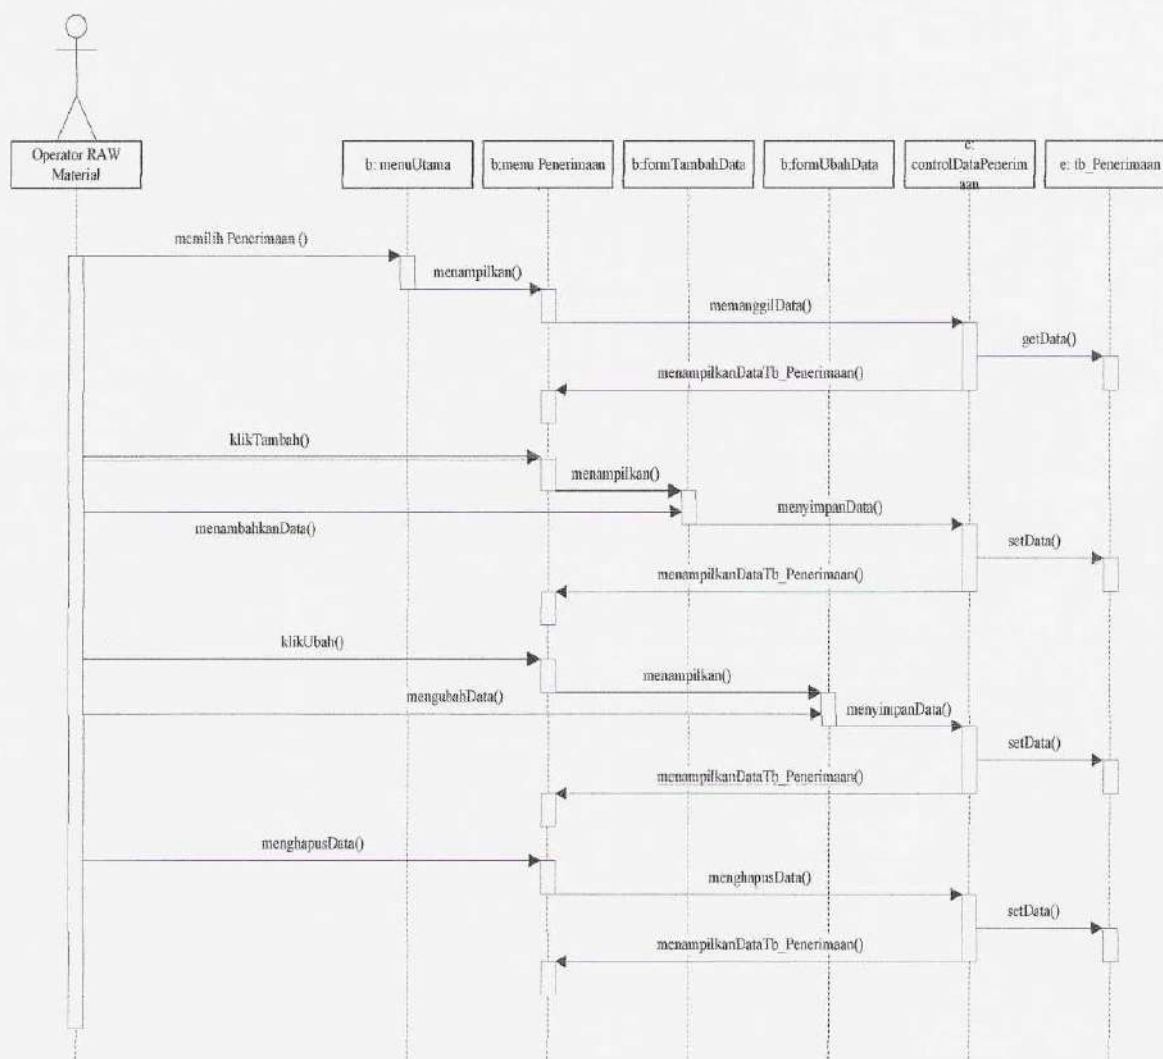 Operator RAW
Material
b: menuUtama
b:menu Penerimaan
b:formTambahData
b:formUbahData
c:
controlDataPenerim
aan
e: tb_Penerimaan
memilih Penerimaan ()
menampilkan()
memanggilData()
getData()
menampilkanDataTb_Penerimaan()
klikTambah()
menampilkan()
menambahkanData()
menyimpanData()
setData()
menampilkanDataTb_Penerimaan()
klikUbah()
menampilkan()
mengubahData()
menyimpanData()
setData()
menampilkanDataTb_Penerimaan()
menghapusData()
menghapusData()
setData()
menampilkanDataTb_Penerimaan()